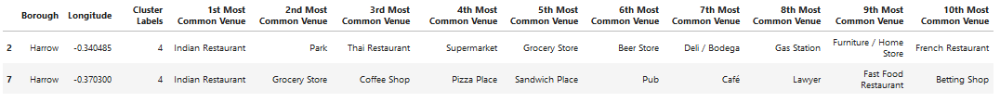 Borough Longitude Cluster Labels 1st Most Common Venue 2nd Most Common Venue 3rd Most Common Venue 4th Most Common Venue 5th Most Common Venue 6th Most Common Venue 7th Most Common Venue 8th Most Common Venue 9th Most Common Venue 10th Most Common Venue
2 Harrow -0.340485 4 Indian Restaurant Park Thai Restaurant Supermarket Grocery Store Beer Store Deli / Bodega Gas Station Furniture / Home Store French Restaurant
7 Harrow -0.370300 4 Indian Restaurant Grocery Store Coffee Shop Pizza Place Sandwich Place Pub Café Lawyer Fast Food Restaurant Betting Shop